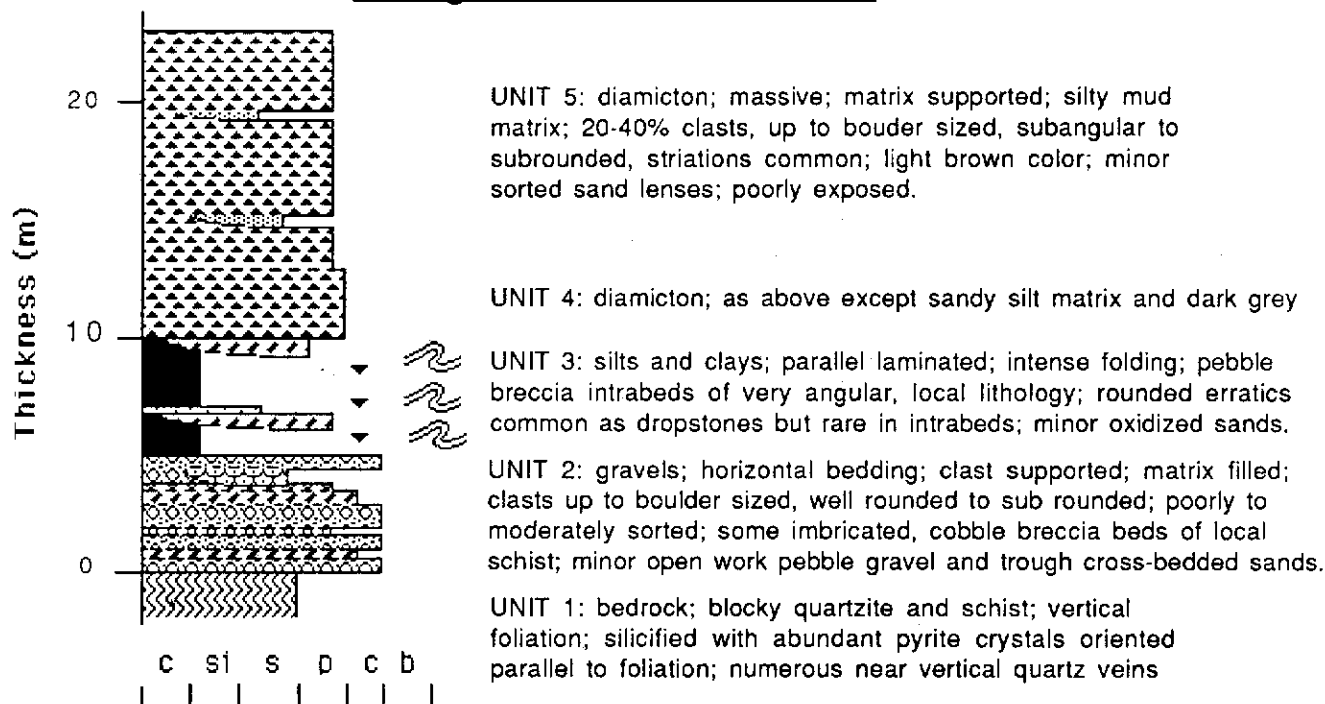 UNIT 5: diamicton; massive; matrix supported; silty mud
matrix; 20-40% clasts, up to bouder sized, subangular to
subrounded, striations common; light brown color; minor
sorted sand lenses; poorly exposed.
UNIT 4: diamicton; as above except sandy silt matrix and dark grey
UNIT 3: silts and clays; parallel laminated; intense folding; pebble
breccia intrabeds of very angular, local lithology; rounded erratics
common as dropstones but rare in intrabeds; minor oxidized sands.
UNIT 2: gravels; horizontal bedding; clast supported; matrix filled;
clasts up to boulder sized, well rounded to sub rounded; poorly to
moderately sorted; some imbricated, cobble breccia beds of local
schist; minor open work pebble gravel and trough cross-bedded sands.
UNIT 1: bedrock; blocky quartzite and schist; vertical
foliation; silicified with abundant pyrite crystals oriented
parallel to foliation; numerous near vertical quartz veins
Thickness (m)
20
10
0
c si s p c b